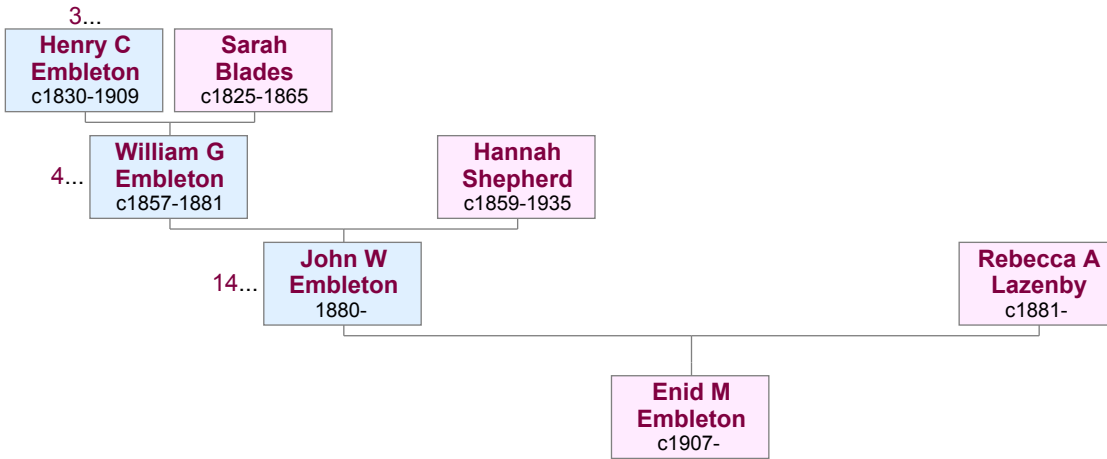 3...
Henry C
Embleton
c1830-1909
Sarah
Blades
c1825-1865
4...
William G
Embleton
c1857-1881
Hannah
Shepherd
c1859-1935
14...
John W
Embleton
1880-
Rebecca A
Lazenby
c1881-
Enid M
Embleton
c1907-